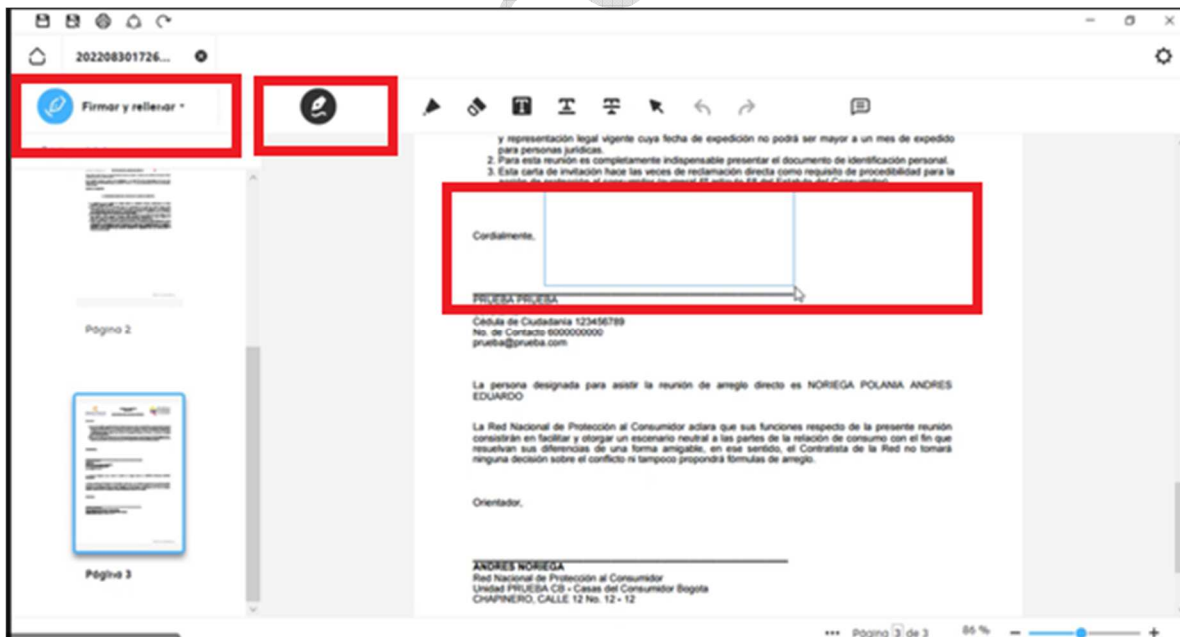 202208301726...
Firmar y rellenar
y representación legal vigente cuya fecha de expedición no podrá ser mayor a un mes de expedido
para personas jurídicas.
2. Para esta reunión es completamente indispensable presentar el documento de identificación personal.
3. Esta carta de invitación hace las veces de reclamación directa como requisito de procedibilidad para la
Cordialmente,
PRUEBA PRUEBA
Cédula de Ciudadanía 123456789
No. de Contacto 6000000000
prueba@prueba.com
La persona designada para asistir la reunión de arreglo directo es NORIEGA POLANIA ANDRES
EDUARDO
La Red Nacional de Protección al Consumidor aclara que sus funciones respecto de la presente reunión
consistirán en facilitar y otorgar un escenario neutral a las partes de la relación de consumo con el fin que
resuelvan sus diferencias de una forma amigable, en ese sentido, el Contratista de la Red no tomará
ninguna decisión sobre el conflicto ni tampoco propondrá fórmulas de arreglo.
Orientador,
ANDRES NORIEGA
Red Nacional de Protección al Consumidor
Unidad PRUEBA CB - Casas del Consumidor Bogota
CHAPINERO, CALLE 12 No. 12 - 12
Página 2
Página 3
Página 3 de 3
86 %